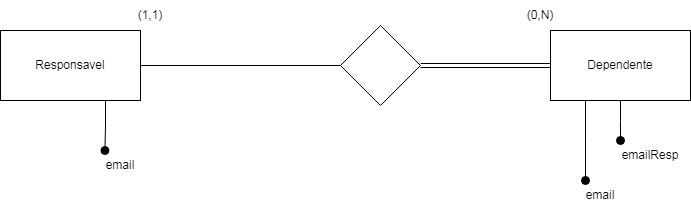 (1,1)
(0,N)
Responsavel
Dependente
email
emailResp
email